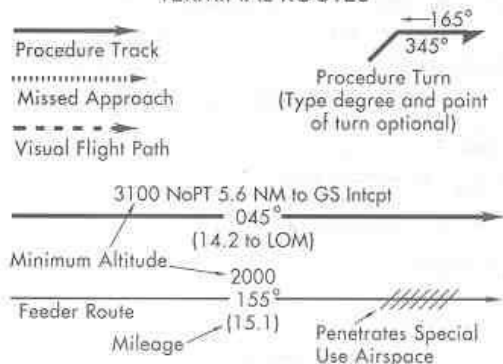 165°
345°
Procedure Track
Procedure Turn
(Type degree and point
of turn optional)
Missed Approach
Visual Flight Path
3100 NoPT 5.6 NM to GS Intcpt
045°
(14.2 to LOM)
Minimum Altitude
2000
155°
Feeder Route
(15.1)
Mileage
Penetrates Special
Use Airspace